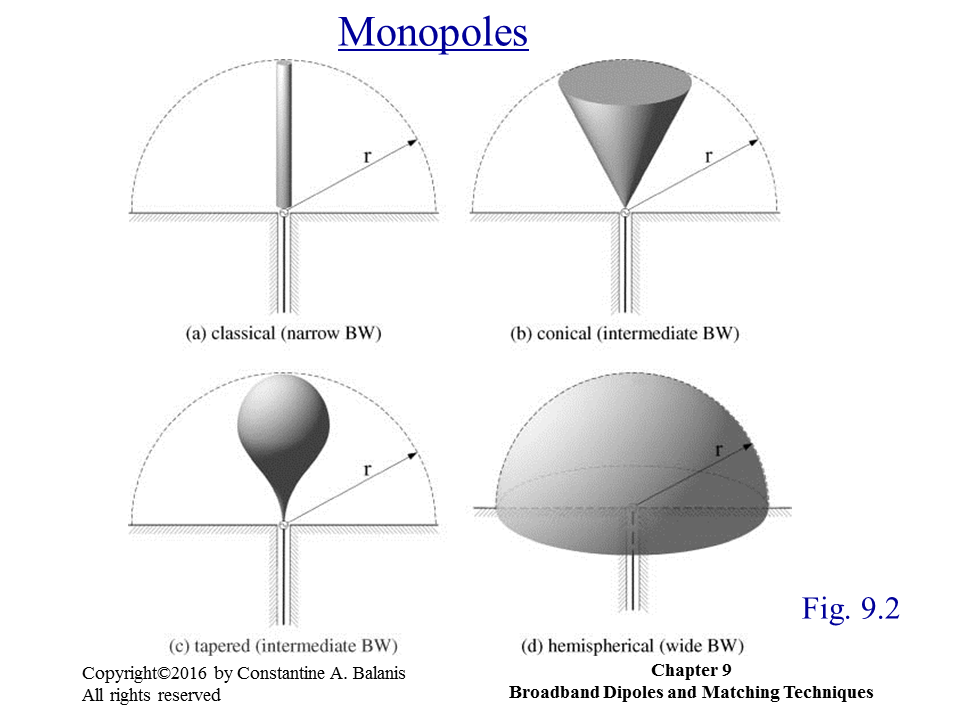 Monopoles
r
r
(a) classical (narrow BW)
(b) conical (intermediate BW)
r
r
(c) tapered (intermediate BW)
(d) hemispherical (wide BW)
Fig. 9.2
Copyright©2016 by Constantine A. Balanis
All rights reserved
Chapter 9
Broadband Dipoles and Matching Techniques